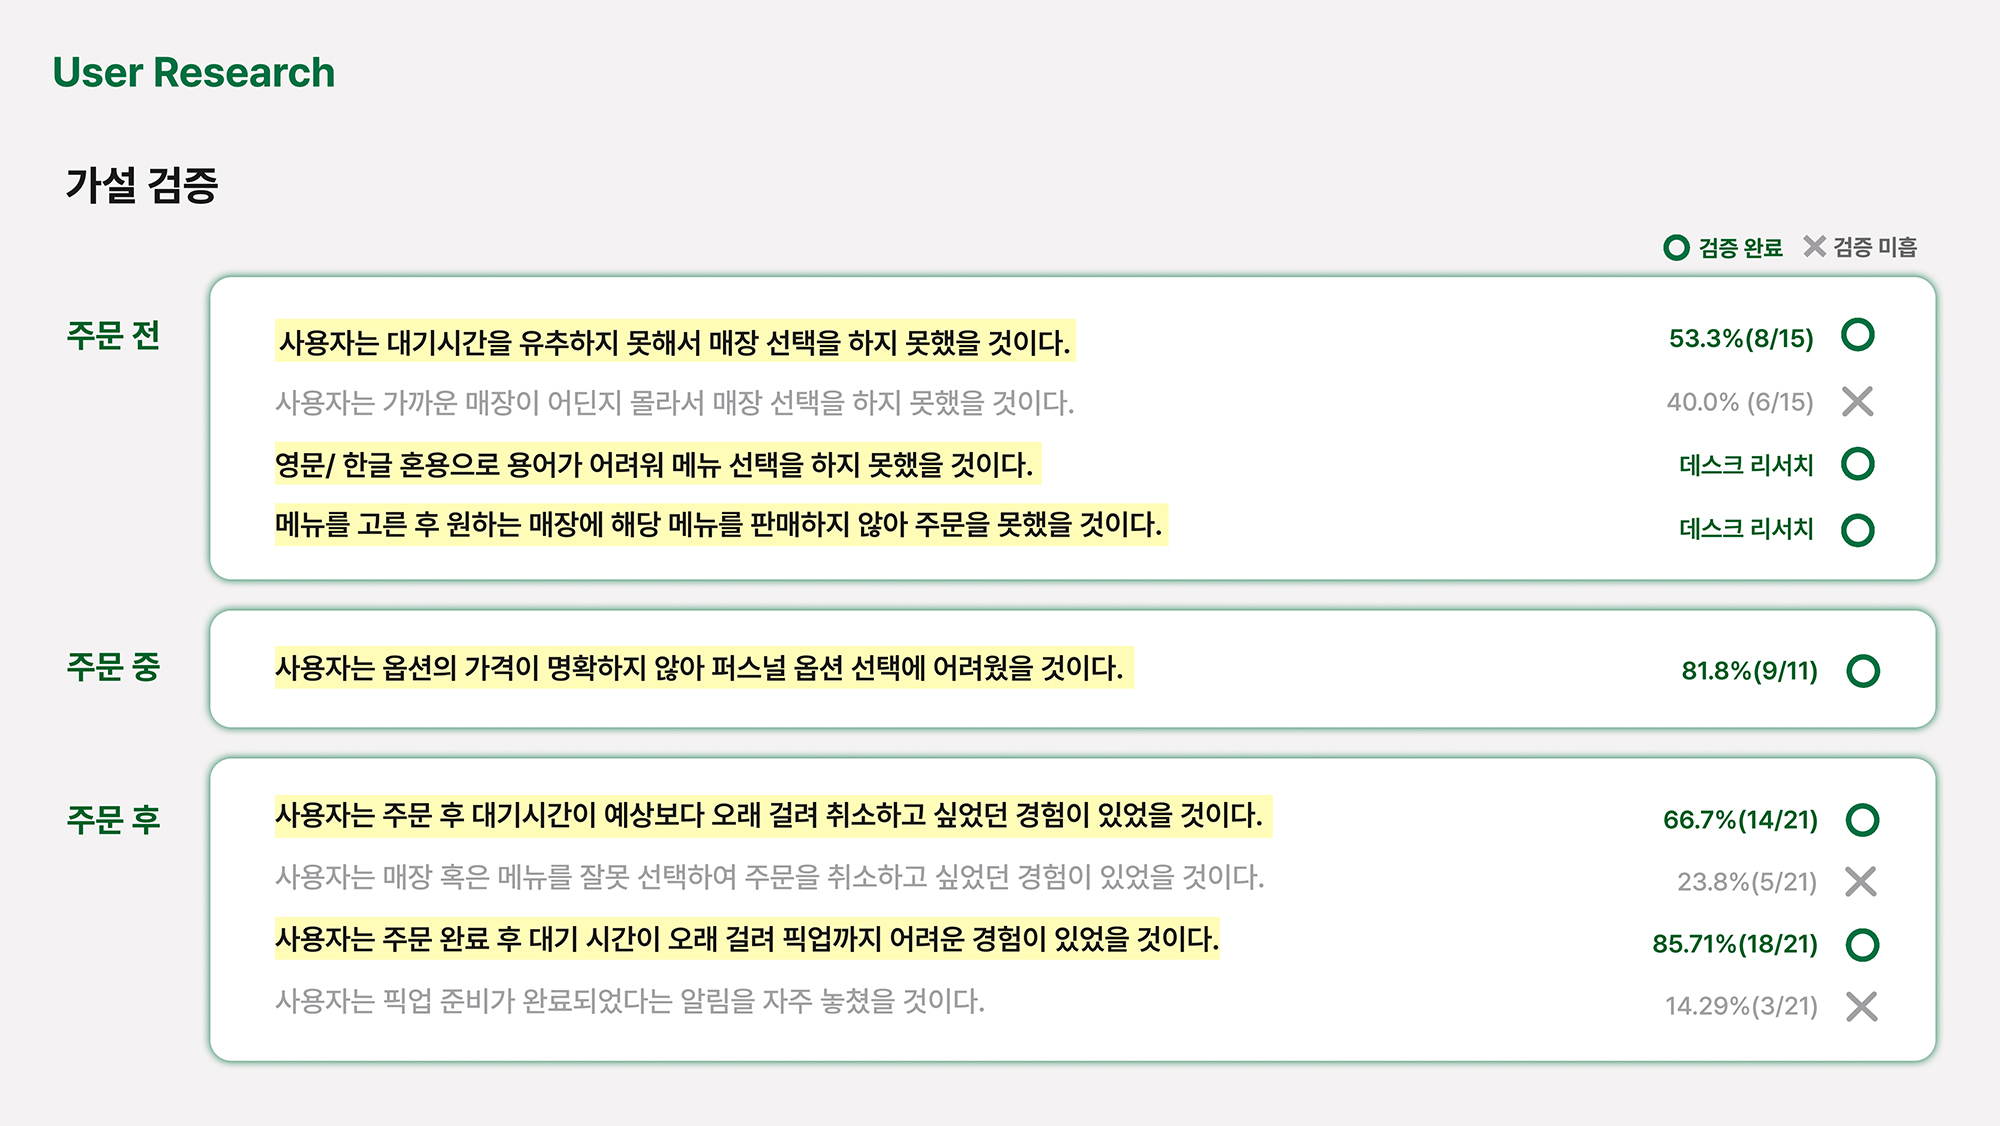 User Research
가설 검증
검증 완료 검증 미흡
주문 전
사용자는 대기시간을 유추하지 못해서 매장 선택을 하지 못했을 것이다. 53.3%(8/15)
사용자는 가까운 매장이 어딘지 몰라서 매장 선택을 하지 못했을 것이다. 40.0% (6/15)
영문/ 한글 혼용으로 용어가 어려워 메뉴 선택을 하지 못했을 것이다. 데스크 리서치
메뉴를 고른 후 원하는 매장에 해당 메뉴를 판매하지 않아 주문을 못했을 것이다. 데스크 리서치
주문 중
사용자는 옵션의 가격이 명확하지 않아 퍼스널 옵션 선택에 어려웠을 것이다. 81.8%(9/11)
주문 후
사용자는 주문 후 대기시간이 예상보다 오래 걸려 취소하고 싶었던 경험이 있었을 것이다. 66.7%(14/21)
사용자는 매장 혹은 메뉴를 잘못 선택하여 주문을 취소하고 싶었던 경험이 있었을 것이다. 23.8%(5/21)
사용자는 주문 완료 후 대기 시간이 오래 걸려 픽업까지 어려운 경험이 있었을 것이다. 85.71%(18/21)
사용자는 픽업 준비가 완료되었다는 알림을 자주 놓쳤을 것이다. 14.29%(3/21)